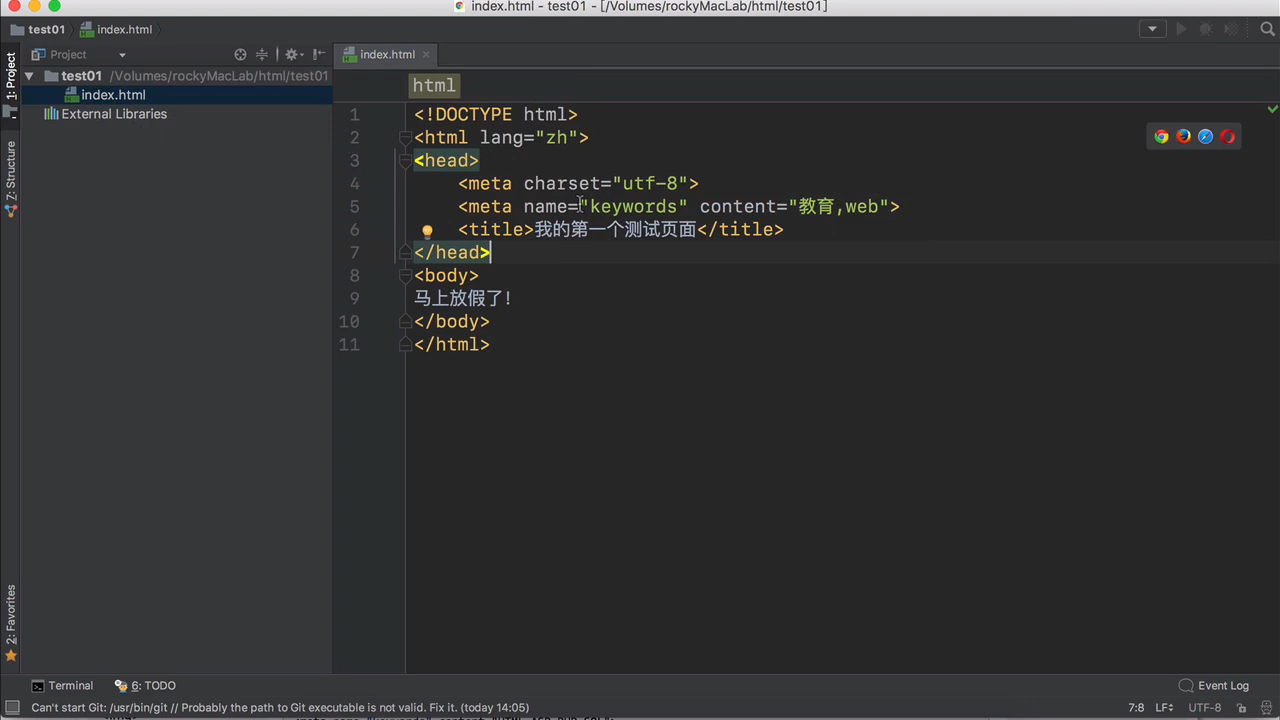 index.html - test01 - [/Volumes/rockyMacLab/html/test01]
test01 index.html
Project
index.html
html
1: Project
Z: Structure
2: Favorites
test01 /Volumes/rockyMacLab/html/test01
index.html
External Libraries
1 <!DOCTYPE html>
2 <html lang="zh">
3 <head>
4 <meta charset="utf-8">
5 <meta name="keywords" content="教育,web">
6 <title>我的第一个测试页面</title>
7 </head>
8 <body>
9 马上放假了!
10 </body>
11 </html>
Terminal
6: TODO
Event Log
Can't start Git: /usr/bin/git // Probably the path to Git executable is not valid. Fix it. (today 14:05)
7:8 LF UTF-8